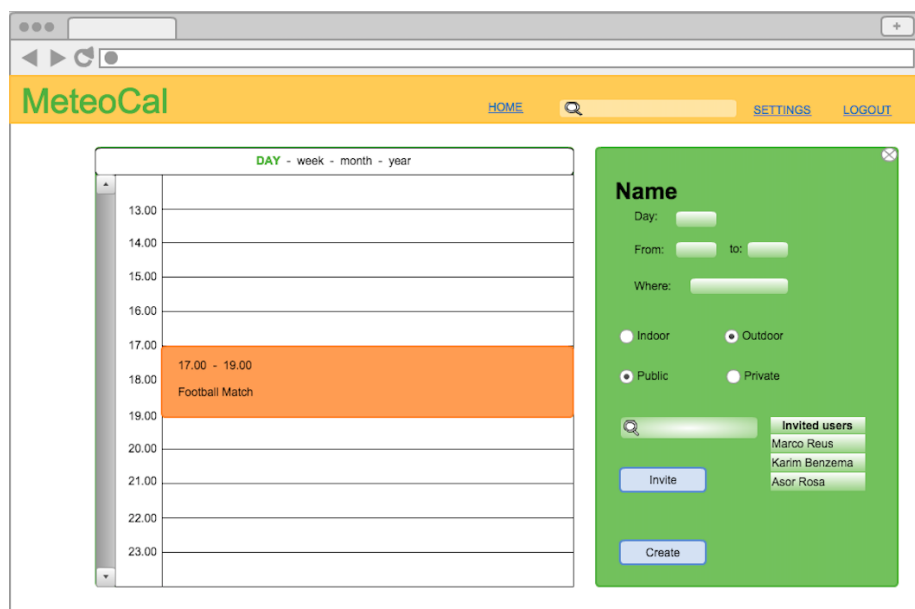 MeteoCal
HOME
SETTINGS
LOGOUT
DAY - week - month - year
13.00
14.00
15.00
16.00
17.00
17.00 - 19.00
18.00
Football Match
19.00
20.00
21.00
22.00
23.00
Name
Day:
From: to:
Where:
Indoor Outdoor
Public Private
Invited users
Marco Reus
Karim Benzema
Asor Rosa
Invite
Create